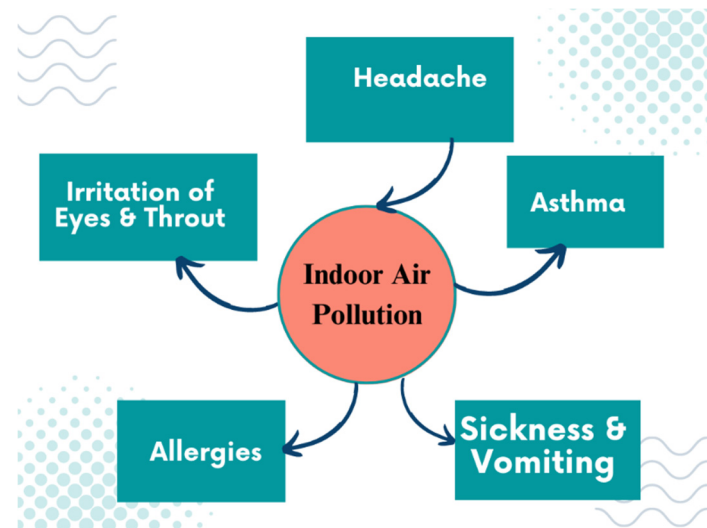 Headache
Irritation of
Eyes & Throut
Asthma
Indoor Air
Pollution
Allergies
Sickness &
Vomiting